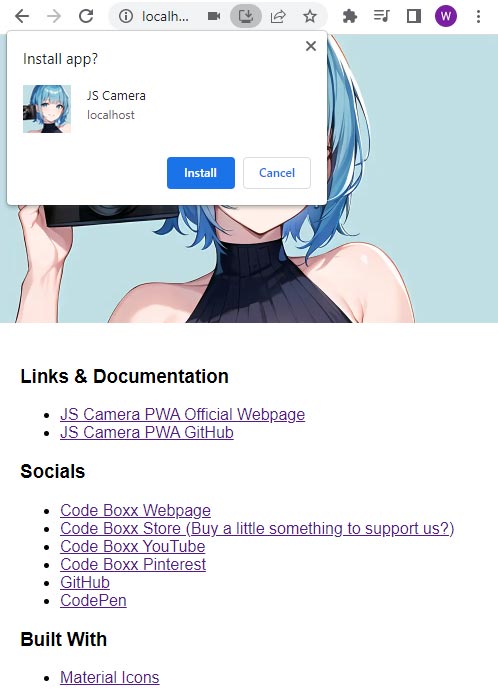 localh...
W
Install app?
JS Camera
localhost
Install
Cancel
Links & Documentation
JS Camera PWA Official Webpage
JS Camera PWA GitHub
Socials
Code Boxx Webpage
Code Boxx Store (Buy a little something to support us?)
Code Boxx YouTube
Code Boxx Pinterest
GitHub
CodePen
Built With
Material Icons